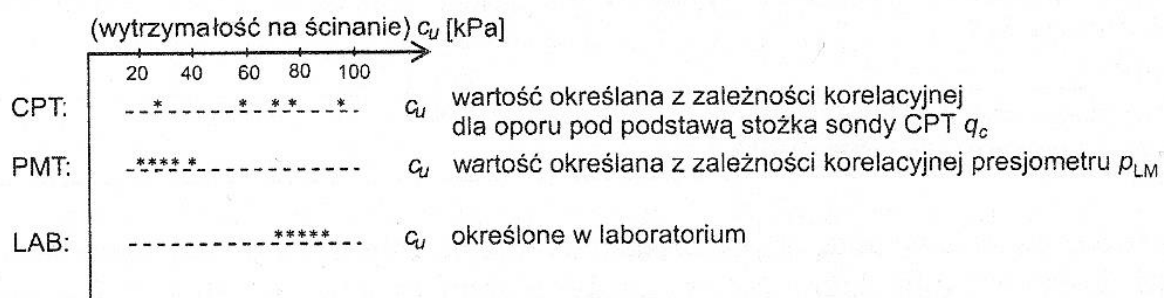 (wytrzymałość na ścinanie) cu [kPa]
20 40 60 80 100
CPT: cu wartość określana z zależności korelacyjnej
dla oporu pod podstawą stożka sondy CPT qc
PMT: cu wartość określana z zależności korelacyjnej presjometru pLM
LAB: cu określone w laboratorium